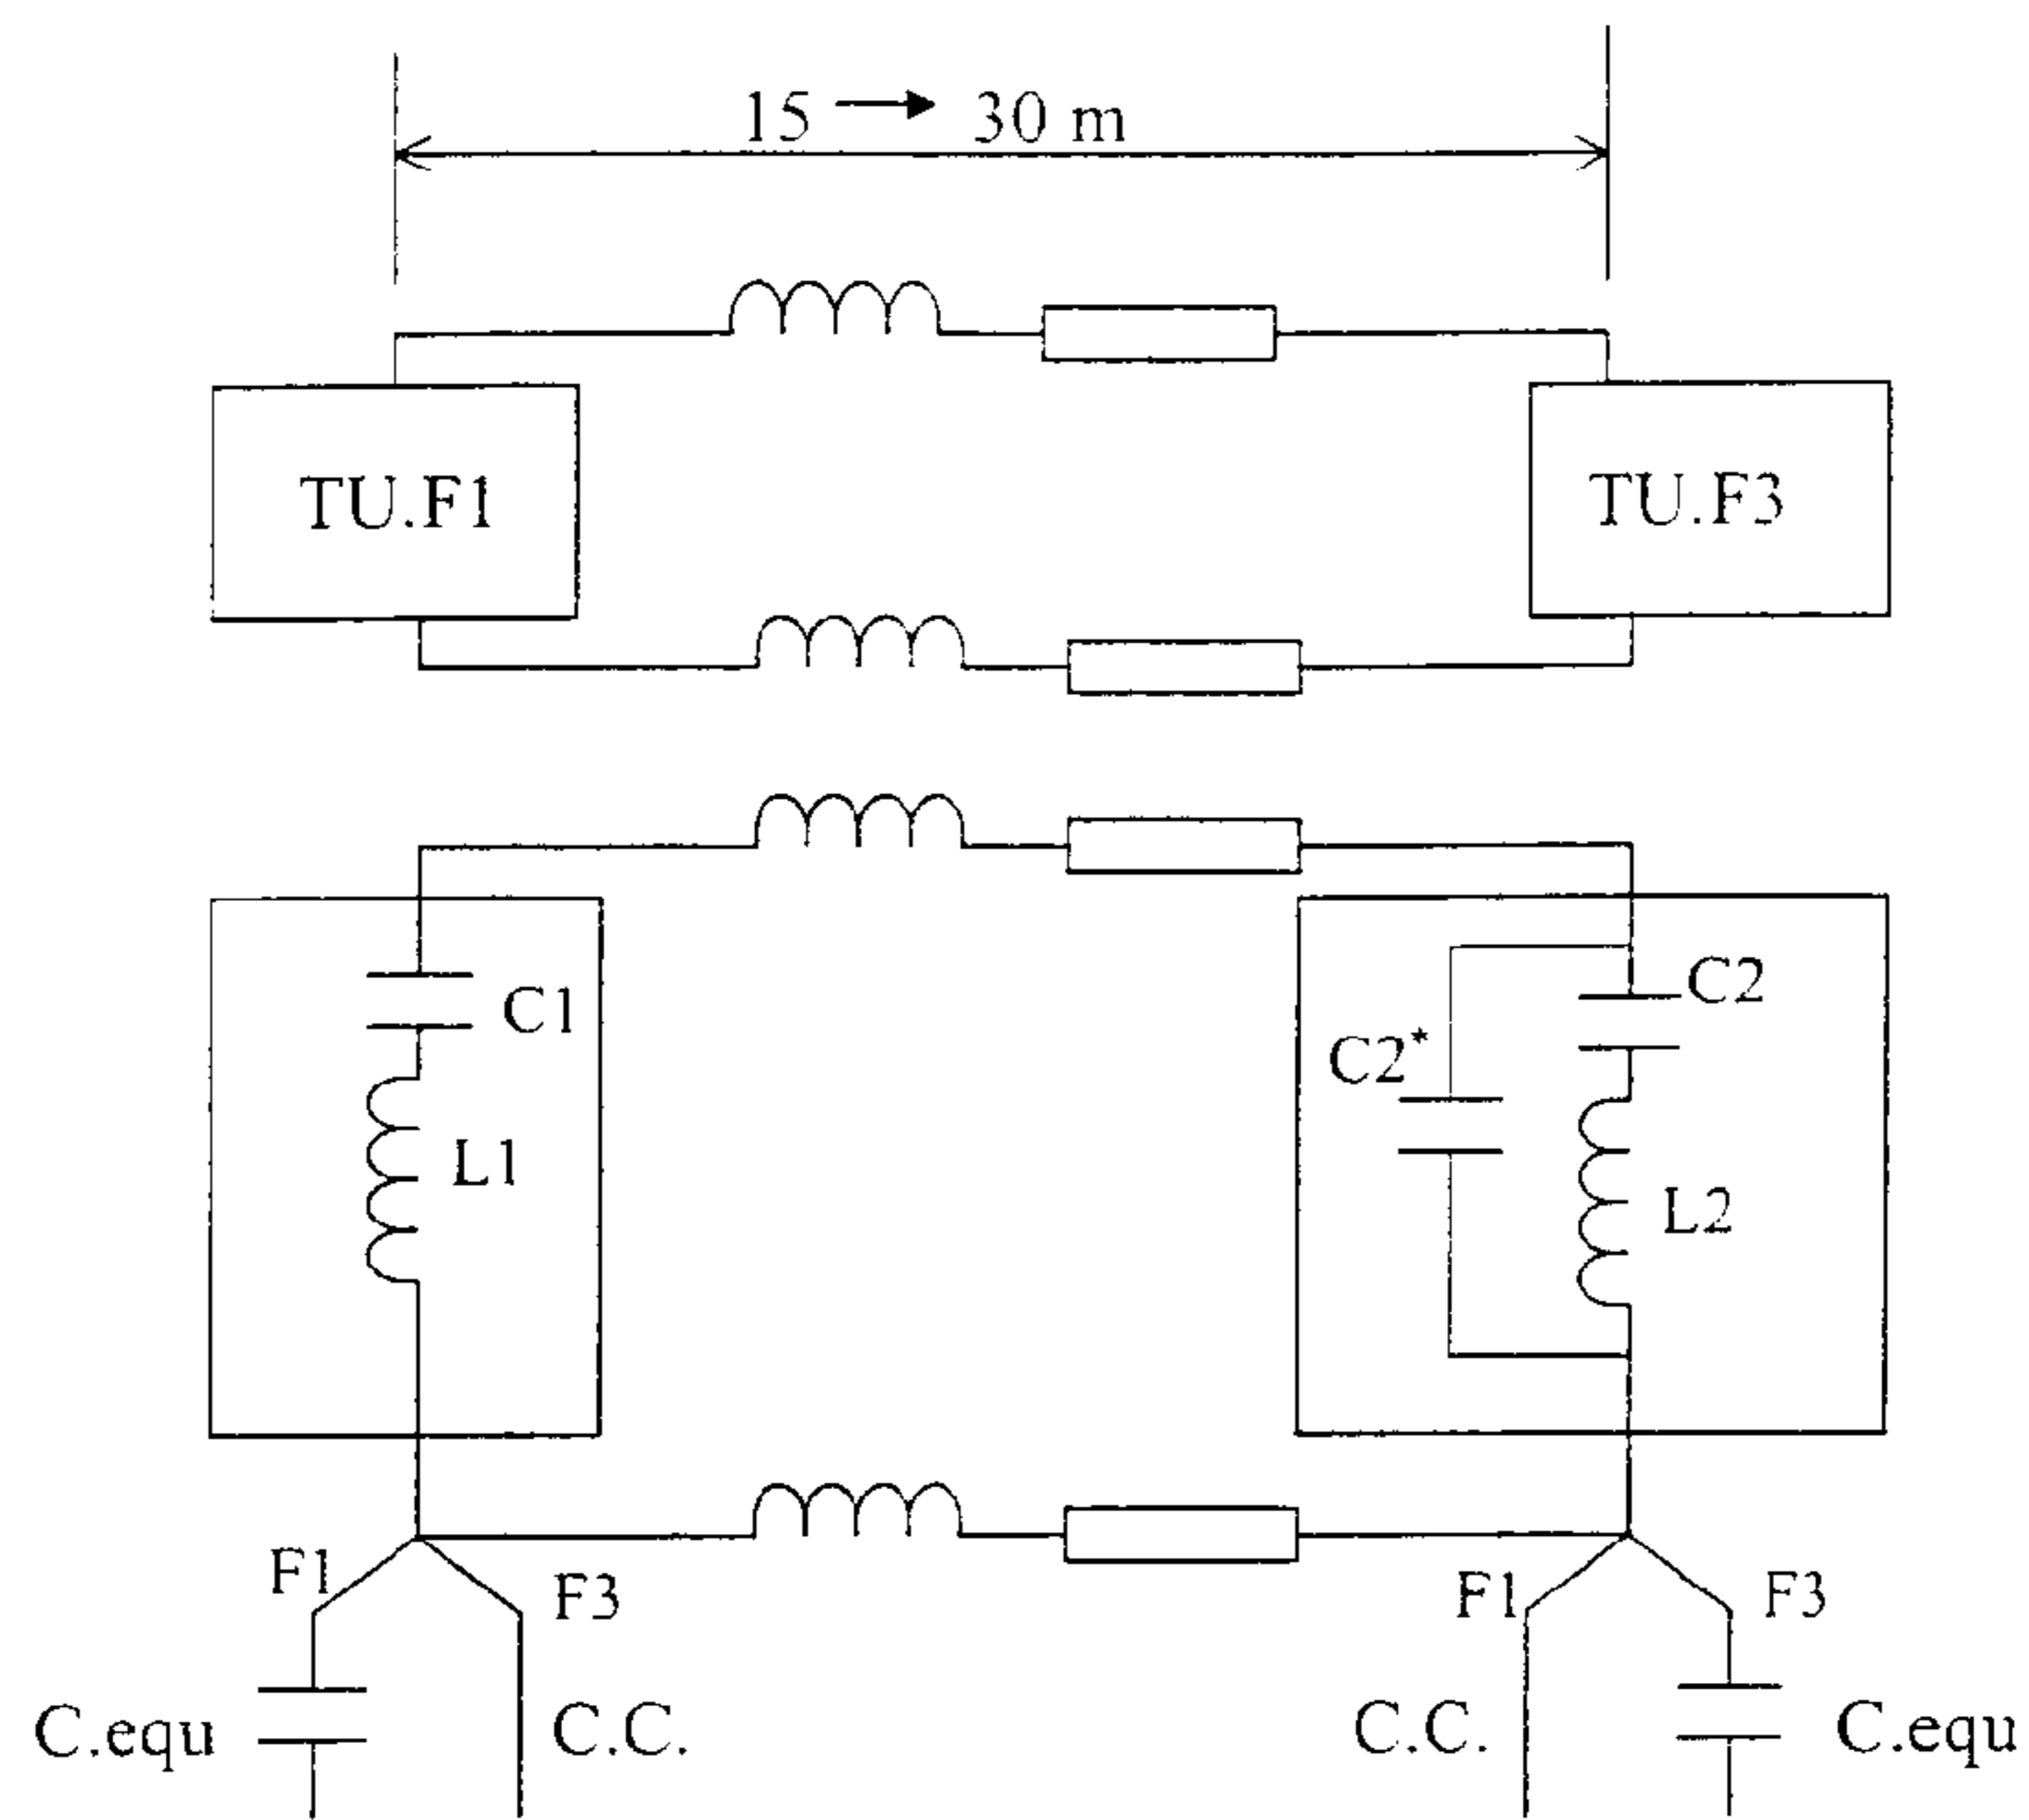 15 → 30 m
TU.F1
TU.F3
C1
L1
C2
C2*
L2
F1
F3
F1
F3
C.equ
C.C.
C.C.
C.equ